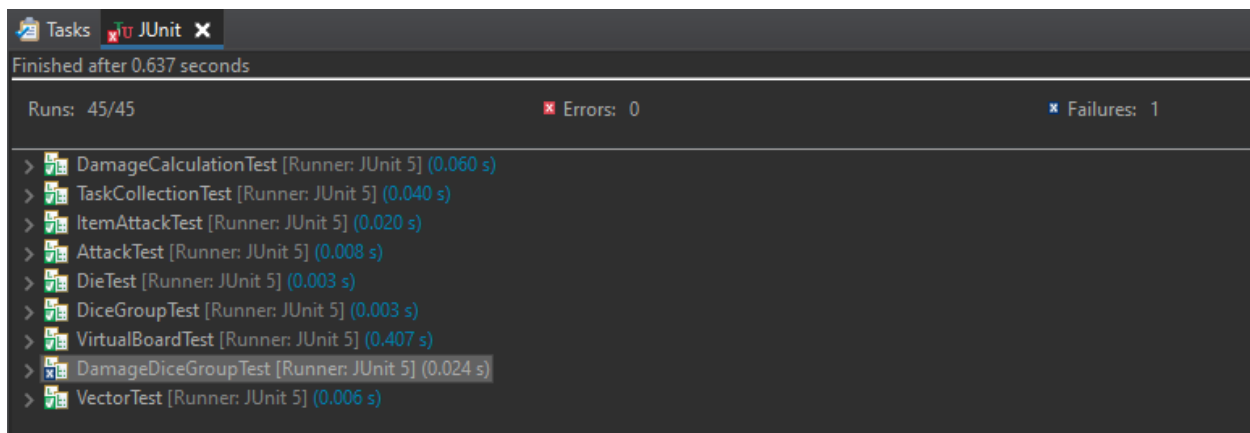 Tasks JU JUnit
Finished after 0.637 seconds
Runs: 45/45 Errors: 0 Failures: 1
DamageCalculationTest [Runner: JUnit 5] (0.060 s)
TaskCollectionTest [Runner: JUnit 5] (0.040 s)
ItemAttackTest [Runner: JUnit 5] (0.020 s)
AttackTest [Runner: JUnit 5] (0.008 s)
DieTest [Runner: JUnit 5] (0.003 s)
DiceGroupTest [Runner: JUnit 5] (0.003 s)
VirtualBoardTest [Runner: JUnit 5] (0.407 s)
DamageDiceGroupTest [Runner: JUnit 5] (0.024 s)
VectorTest [Runner: JUnit 5] (0.006 s)